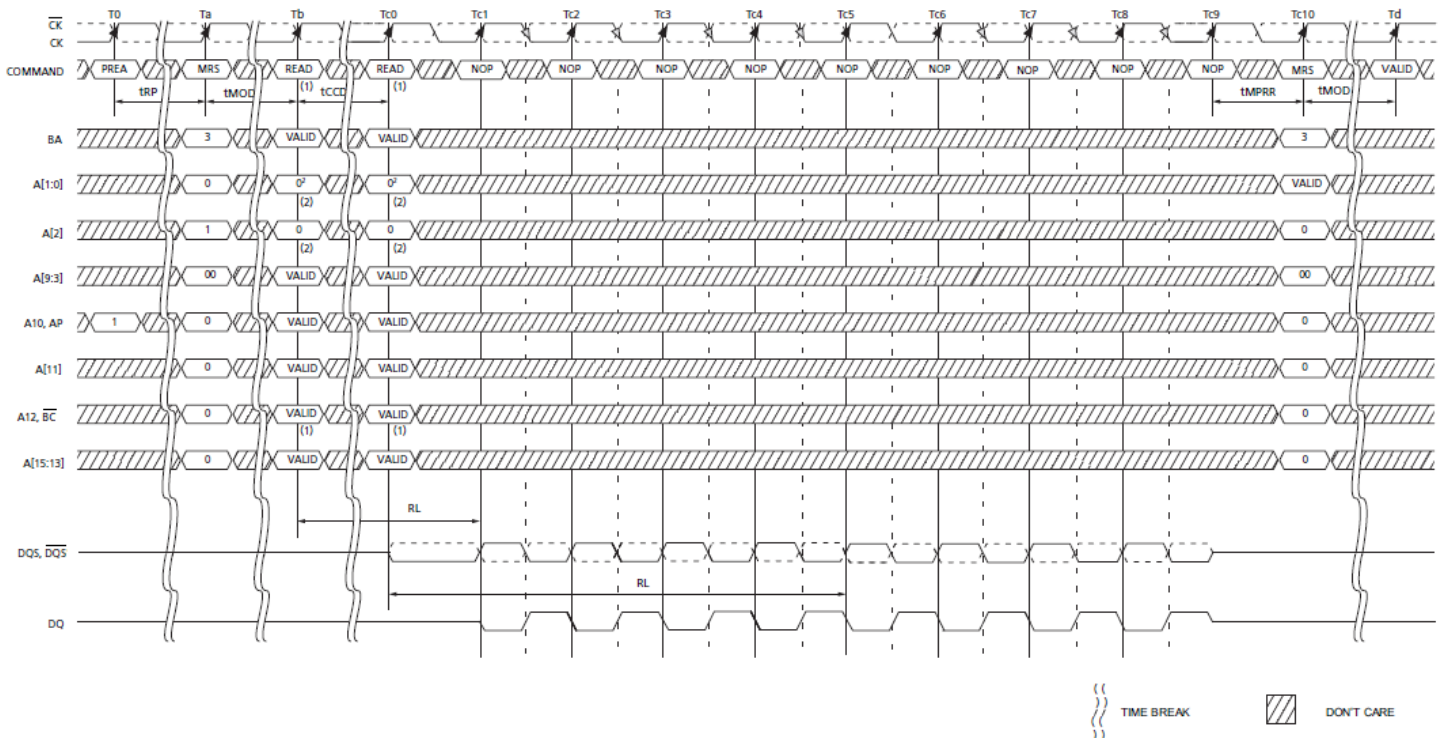 T0 Ta Tb Tc0 Tc1 Tc2 Tc3 Tc4 Tc5 Tc6 Tc7 Tc8 Tc9 Tc10 Td
C̅K̅
CK
COMMAND PREA MRS READ READ NOP NOP NOP NOP NOP NOP NOP NOP NOP MRS VALID
(1) (1)
tRP tMOD tCCD tMPRR tMOD
BA 3 VALID VALID 3
A[1:0] 0 0² 0² VALID
(2) (2)
A[2] 1 0 0 0
(2) (2)
A[9:3] 00 VALID VALID 00
A10, AP 1 0 VALID VALID 0
A[11] 0 VALID VALID 0
A12, B̅C̅ 0 VALID VALID 0
(1) (1)
A[15:13] 0 VALID VALID 0
RL
DQS, D̅Q̅S̅
RL
DQ
TIME BREAK DON'T CARE